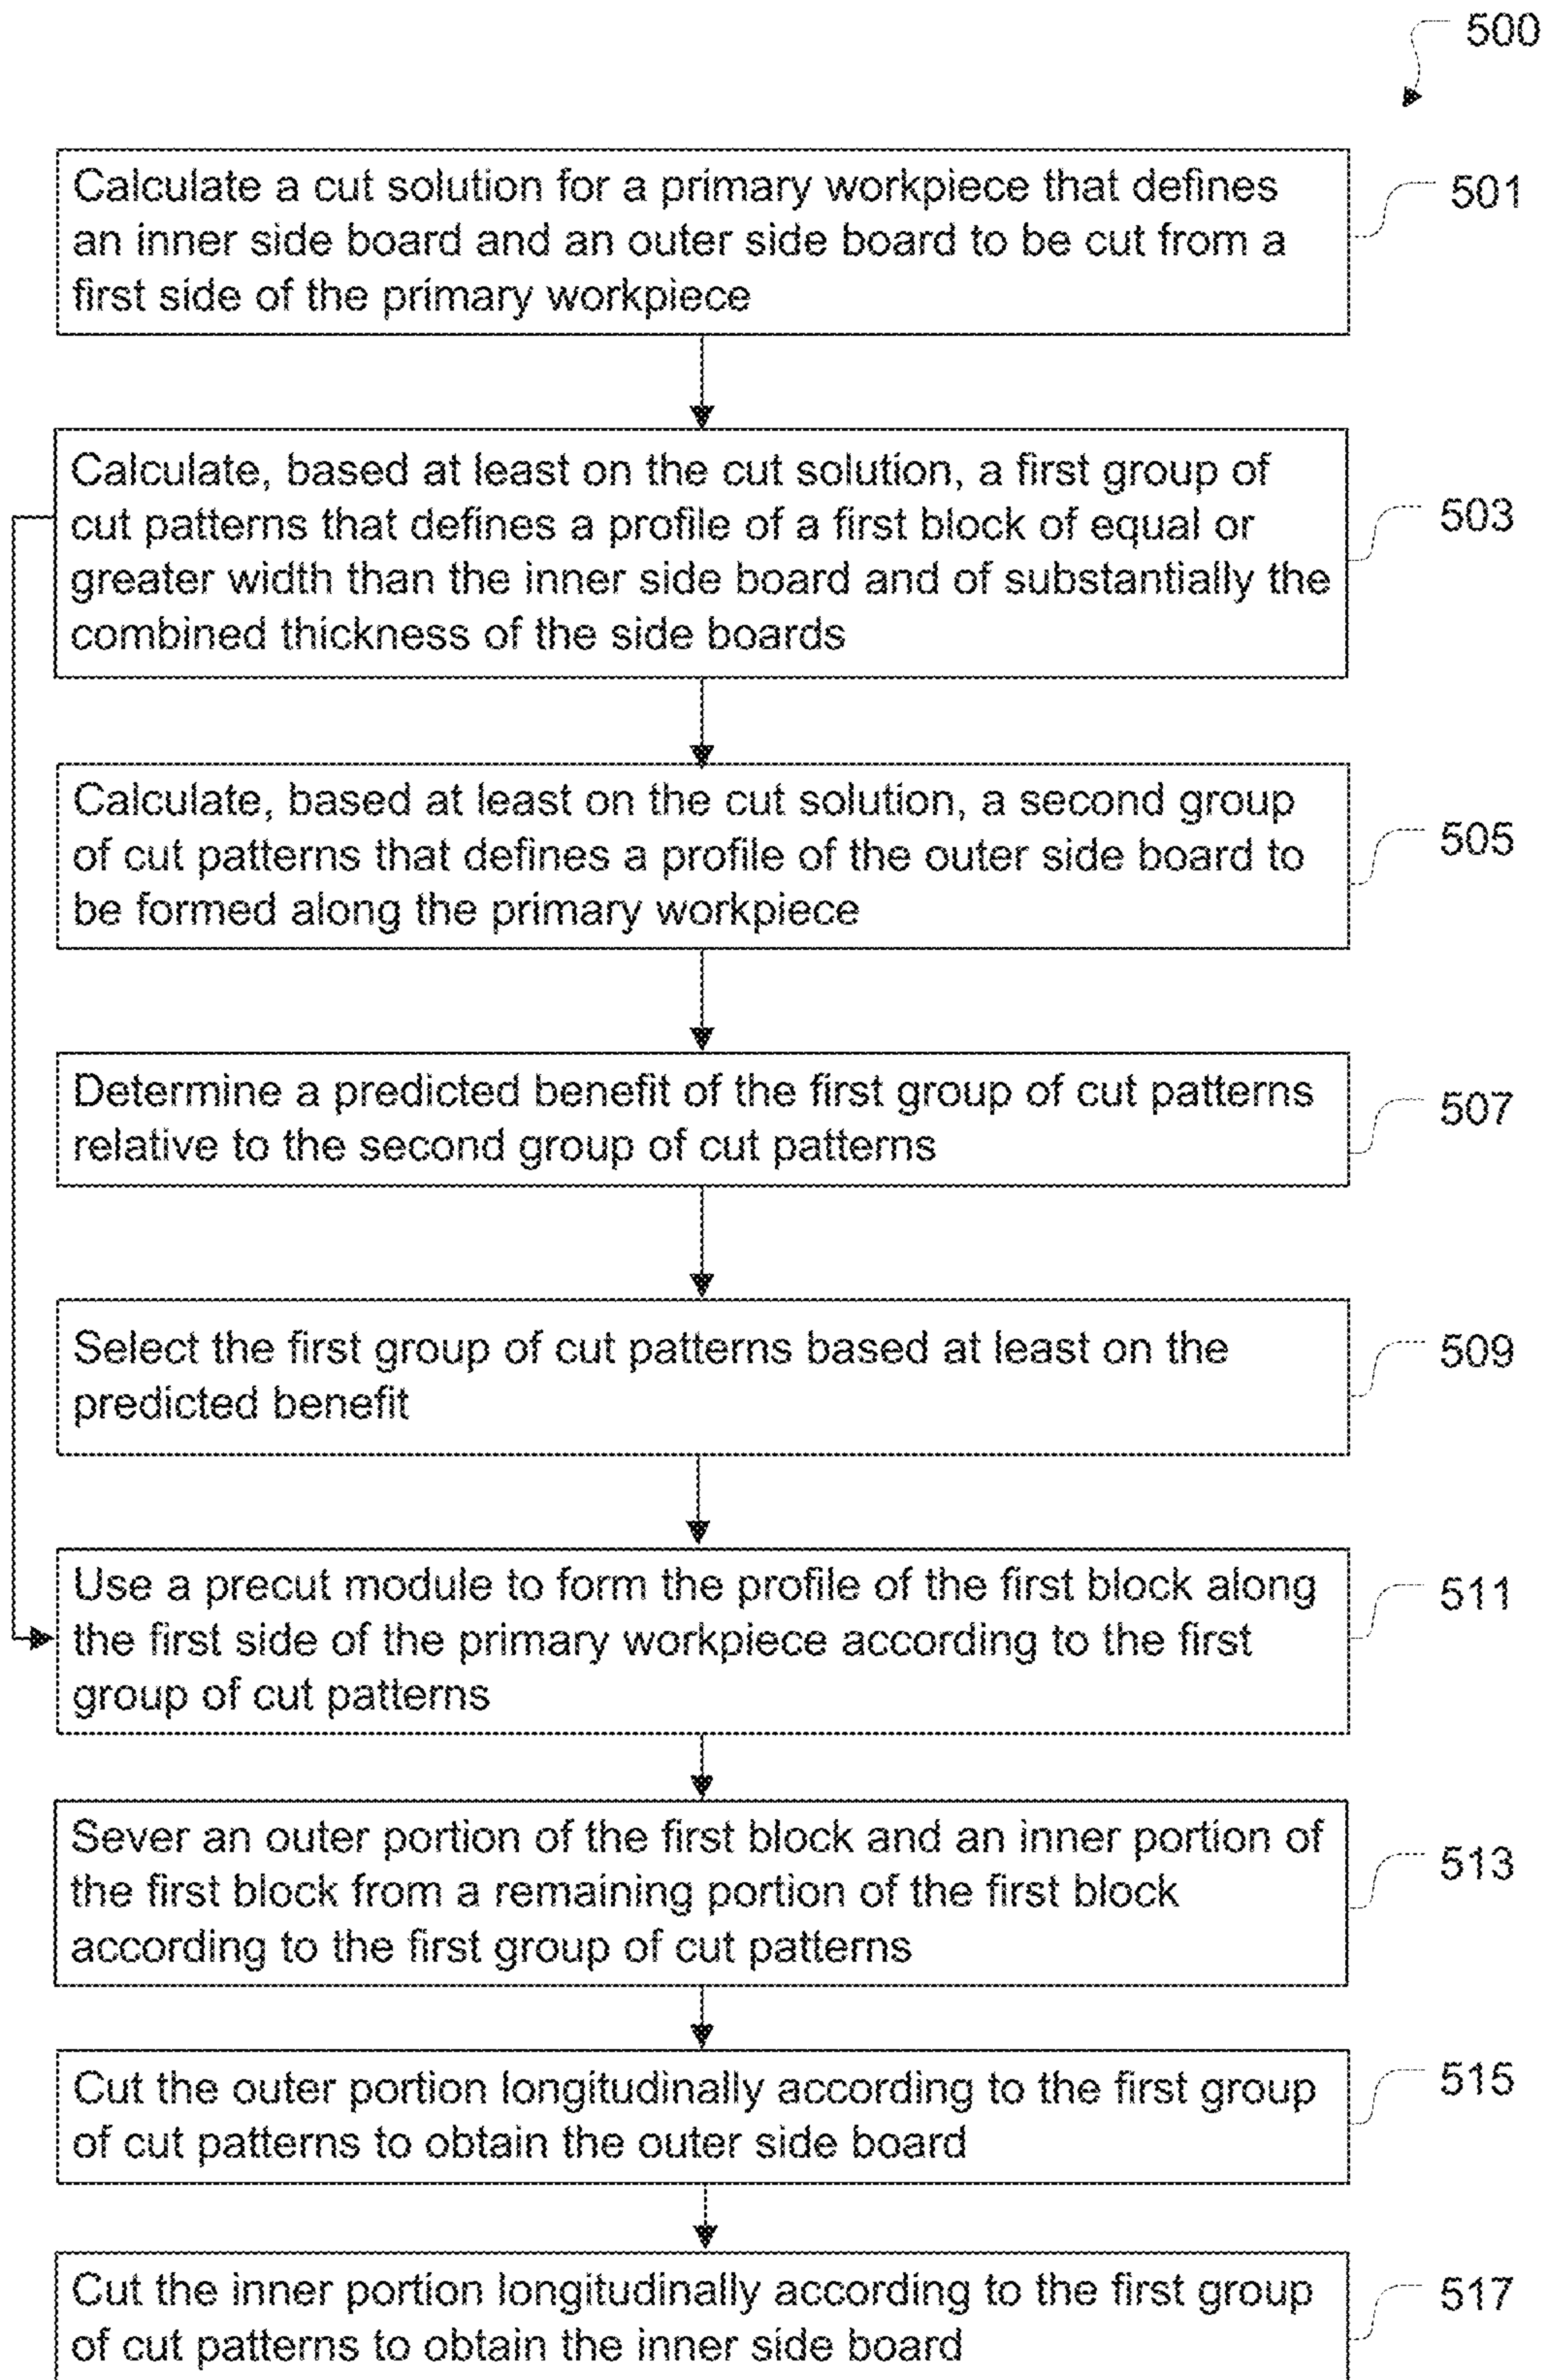 500
Calculate a cut solution for a primary workpiece that defines
an inner side board and an outer side board to be cut from a
first side of the primary workpiece
501
Calculate, based at least on the cut solution, a first group of
cut patterns that defines a profile of a first block of equal or
greater width than the inner side board and of substantially the
combined thickness of the side boards
503
Calculate, based at least on the cut solution, a second group
of cut patterns that defines a profile of the outer side board to
be formed along the primary workpiece
505
Determine a predicted benefit of the first group of cut patterns
relative to the second group of cut patterns
507
Select the first group of cut patterns based at least on the
predicted benefit
509
Use a precut module to form the profile of the first block along
the first side of the primary workpiece according to the first
group of cut patterns
511
Sever an outer portion of the first block and an inner portion of
the first block from a remaining portion of the first block
according to the first group of cut patterns
513
Cut the outer portion longitudinally according to the first group
of cut patterns to obtain the outer side board
515
Cut the inner portion longitudinally according to the first group
of cut patterns to obtain the inner side board
517